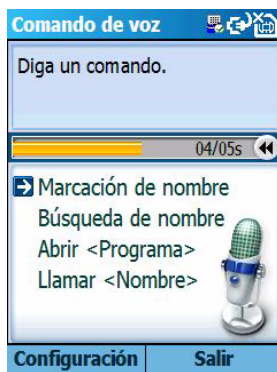 Comando de voz
Diga un comando.
04/05s
Marcación de nombre
Búsqueda de nombre
Abrir <Programa>
Llamar <Nombre>
Configuración Salir